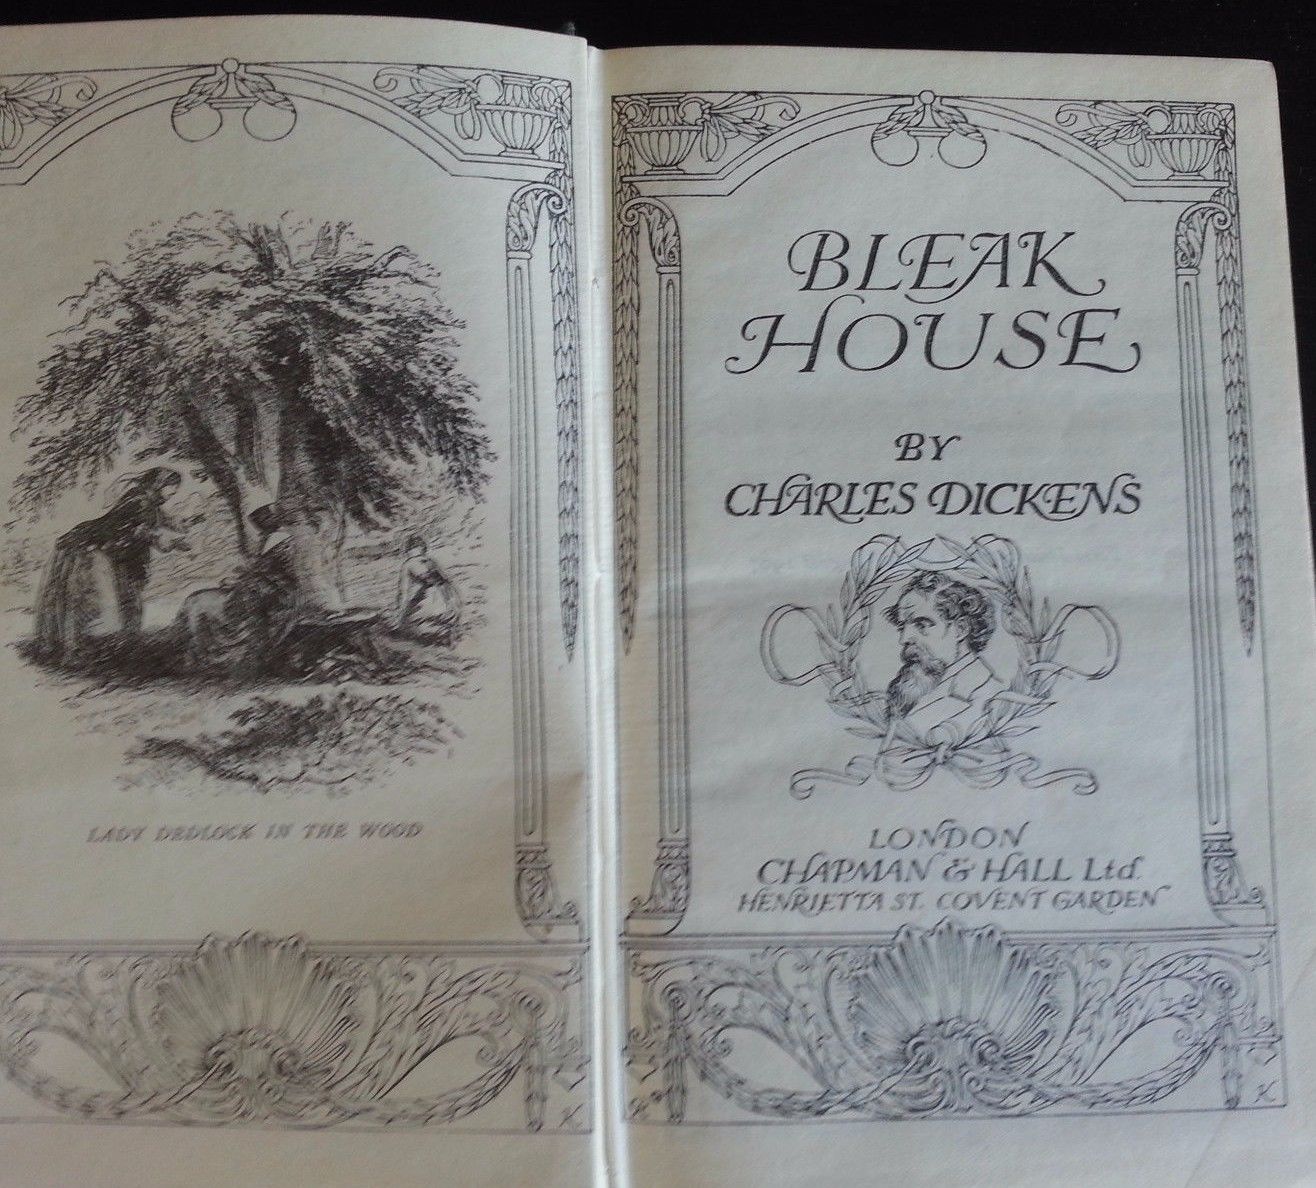 LADY DEDLOCK IN THE WOOD
K
BLEAK
HOUSE
BY
CHARLES DICKENS
LONDON
CHAPMAN & HALL Ltd.
HENRIETTA ST. COVENT GARDEN
K